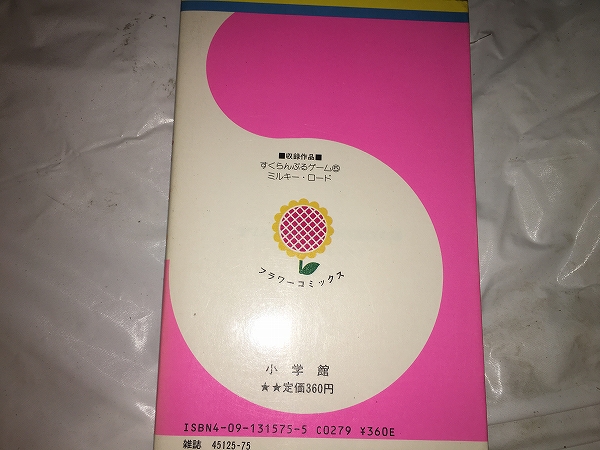 ■収録作品■
すくらんぶるゲーム⑤
ミルキー・ロード
フラワーコミックス
小学館
★★定価360円
ISBN4-09-131575-5 C0279 ¥360E
雑誌 45125-75